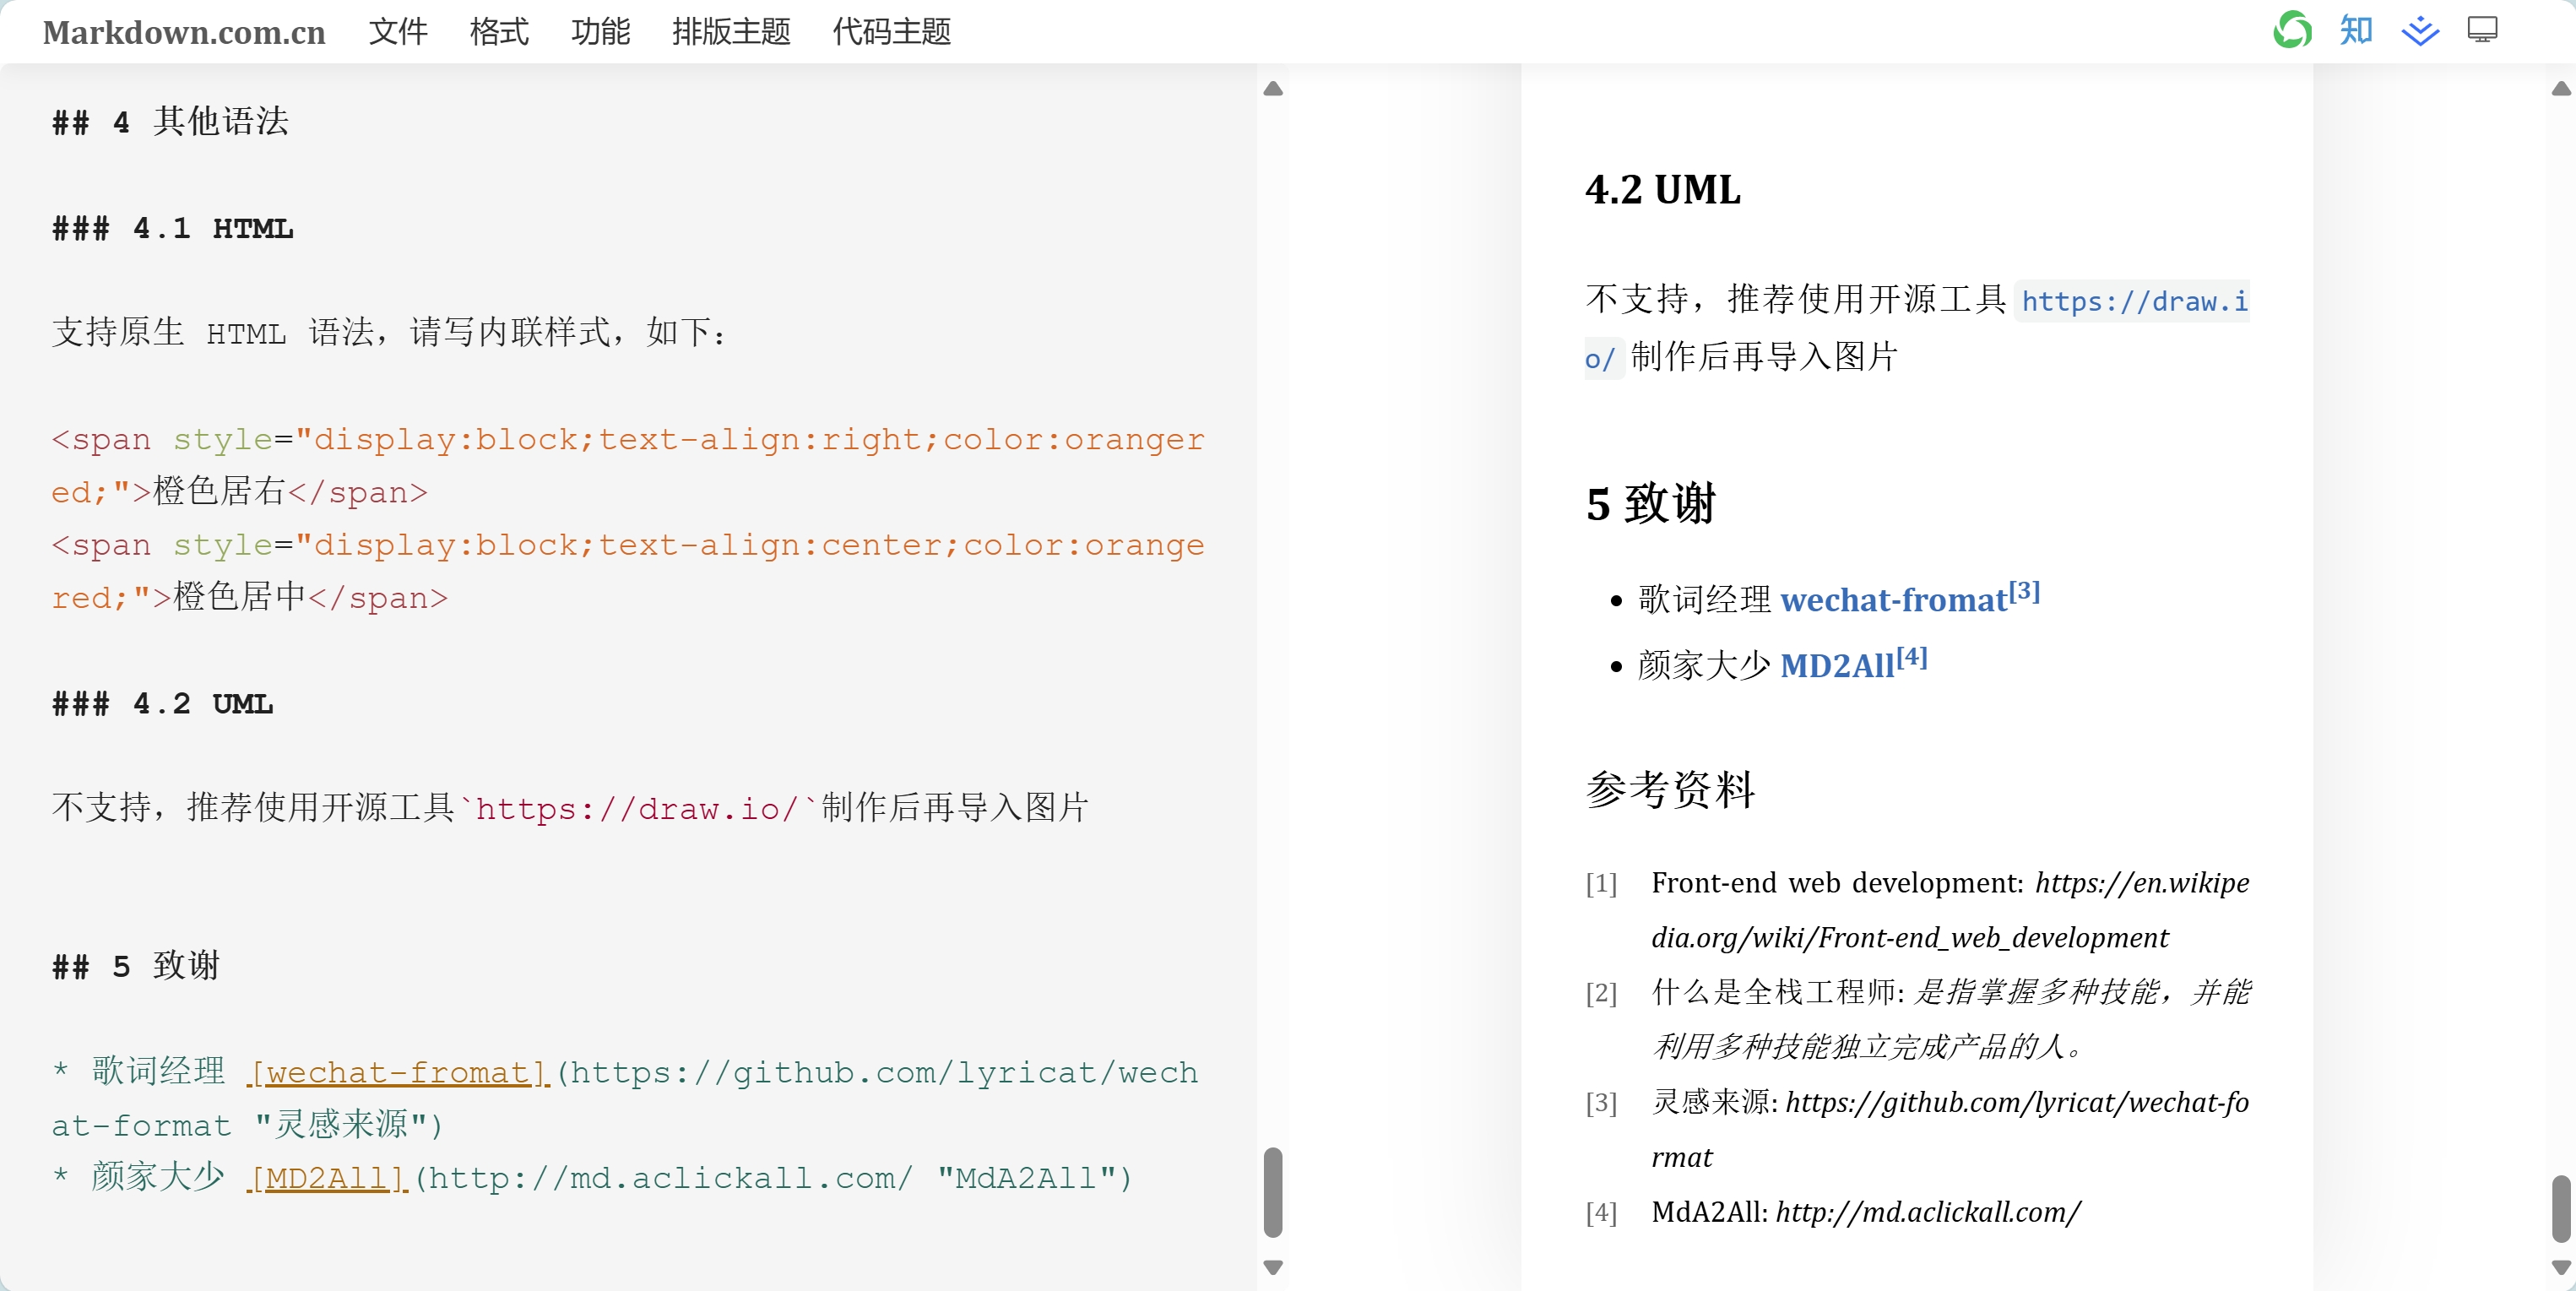 Markdown.com.cn 文件 格式 功能 排版主题 代码主题 知
## 4 其他语法
### 4.1 HTML
支持原生 HTML 语法，请写内联样式，如下：
<span style="display:block;text-align:right;color:oranger
ed;">橙色居右</span>
<span style="display:block;text-align:center;color:orange
red;">橙色居中</span>
### 4.2 UML
不支持，推荐使用开源工具`https://draw.io/`制作后再导入图片
## 5 致谢
* 歌词经理 [wechat-fromat](https://github.com/lyricat/wech
at-format "灵感来源")
* 颜家大少 [MD2All](http://md.aclickall.com/ "MdA2All")
4.2 UML
不支持，推荐使用开源工具 https://draw.i
o/ 制作后再导入图片
5 致谢
• 歌词经理 wechat-fromat[3]
• 颜家大少 MD2All[4]
参考资料
[1] Front-end web development: https://en.wikipe
dia.org/wiki/Front-end_web_development
[2] 什么是全栈工程师: 是指掌握多种技能，并能
利用多种技能独立完成产品的人。
[3] 灵感来源: https://github.com/lyricat/wechat-fo
rmat
[4] MdA2All: http://md.aclickall.com/